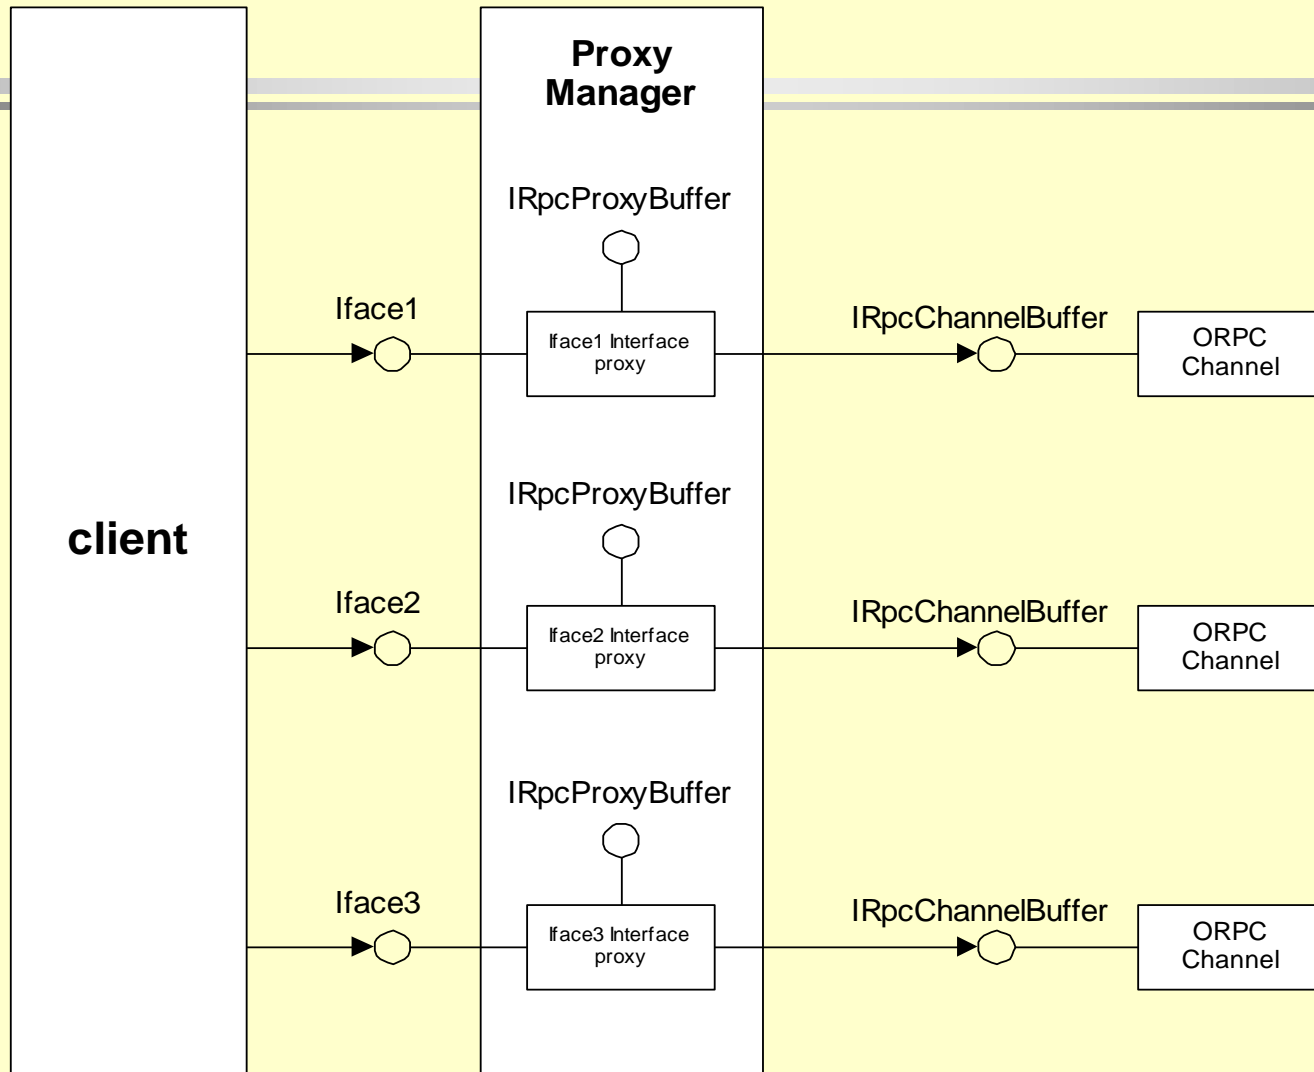 Proxy
Manager
IRpcProxyBuffer
Iface1
Iface1 Interface
proxy
IRpcChannelBuffer
ORPC
Channel
client
IRpcProxyBuffer
Iface2
Iface2 Interface
proxy
IRpcChannelBuffer
ORPC
Channel
IRpcProxyBuffer
Iface3
Iface3 Interface
proxy
IRpcChannelBuffer
ORPC
Channel